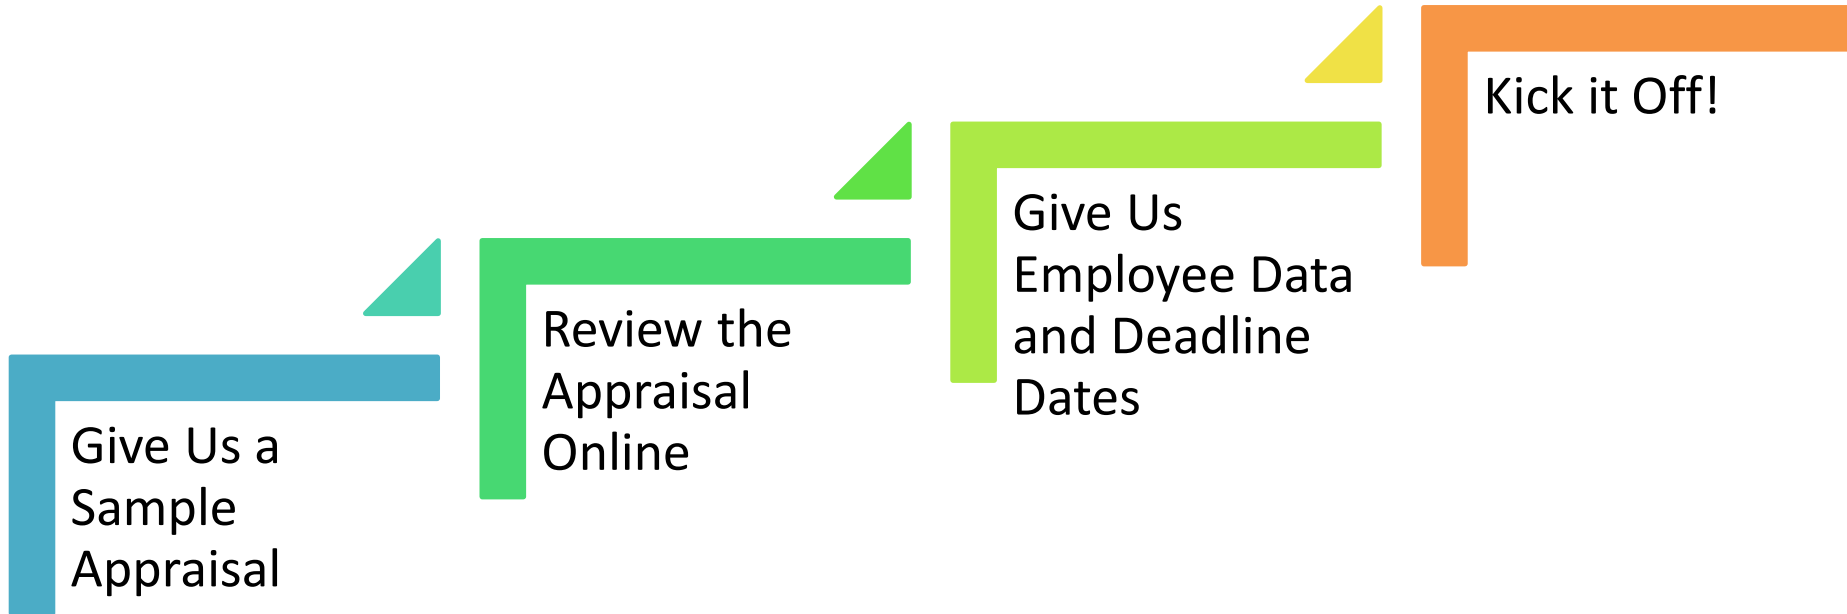 Give Us a
Sample
Appraisal
Review the
Appraisal
Online
Give Us
Employee Data
and Deadline
Dates
Kick it Off!